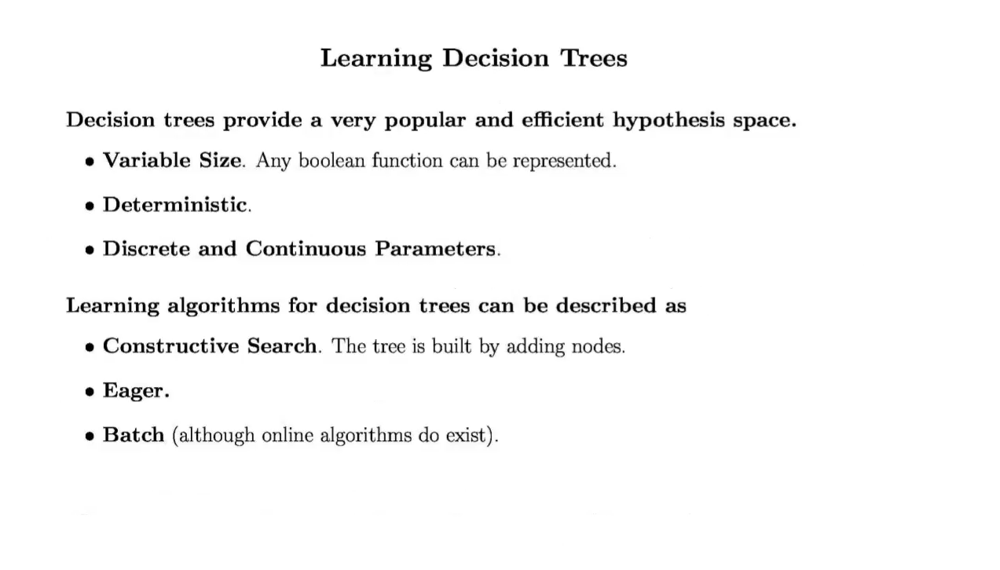 Learning Decision Trees
Decision trees provide a very popular and efficient hypothesis space.
• Variable Size. Any boolean function can be represented.
• Deterministic.
• Discrete and Continuous Parameters.
Learning algorithms for decision trees can be described as
• Constructive Search. The tree is built by adding nodes.
• Eager.
• Batch (although online algorithms do exist).